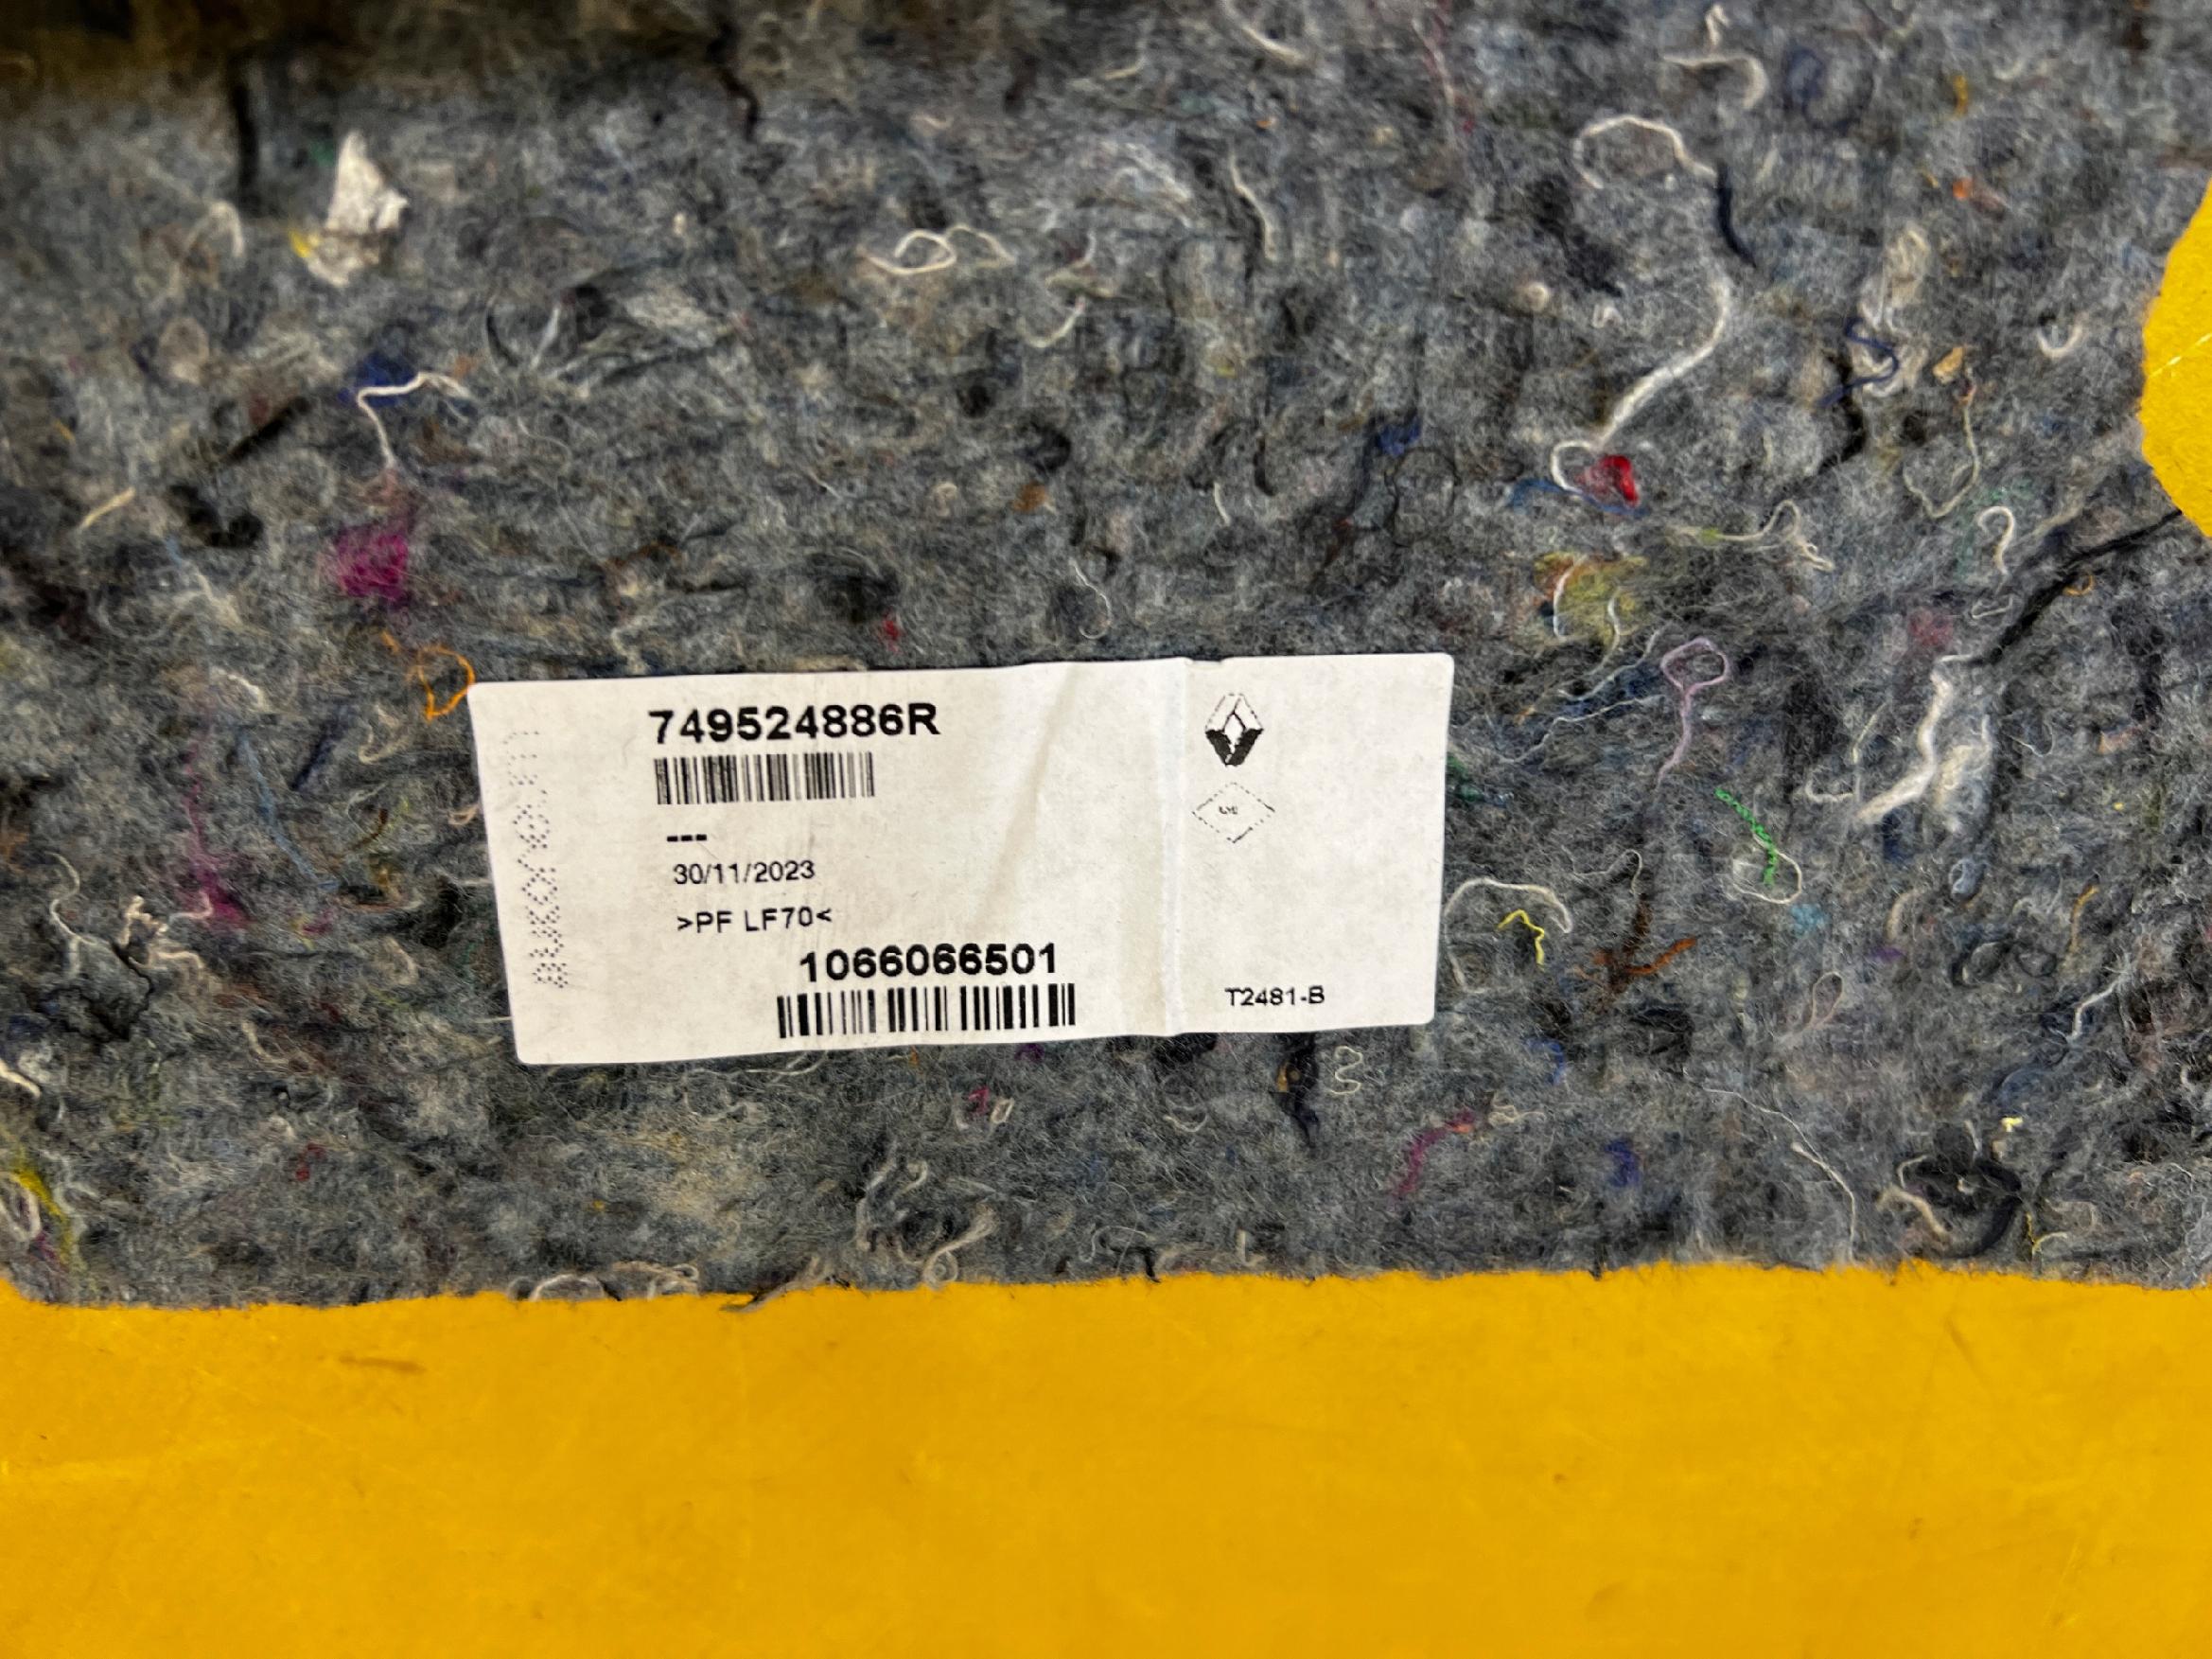 749524886R
---
30/11/2023
>PF LF70<
1066066501
T2481-B